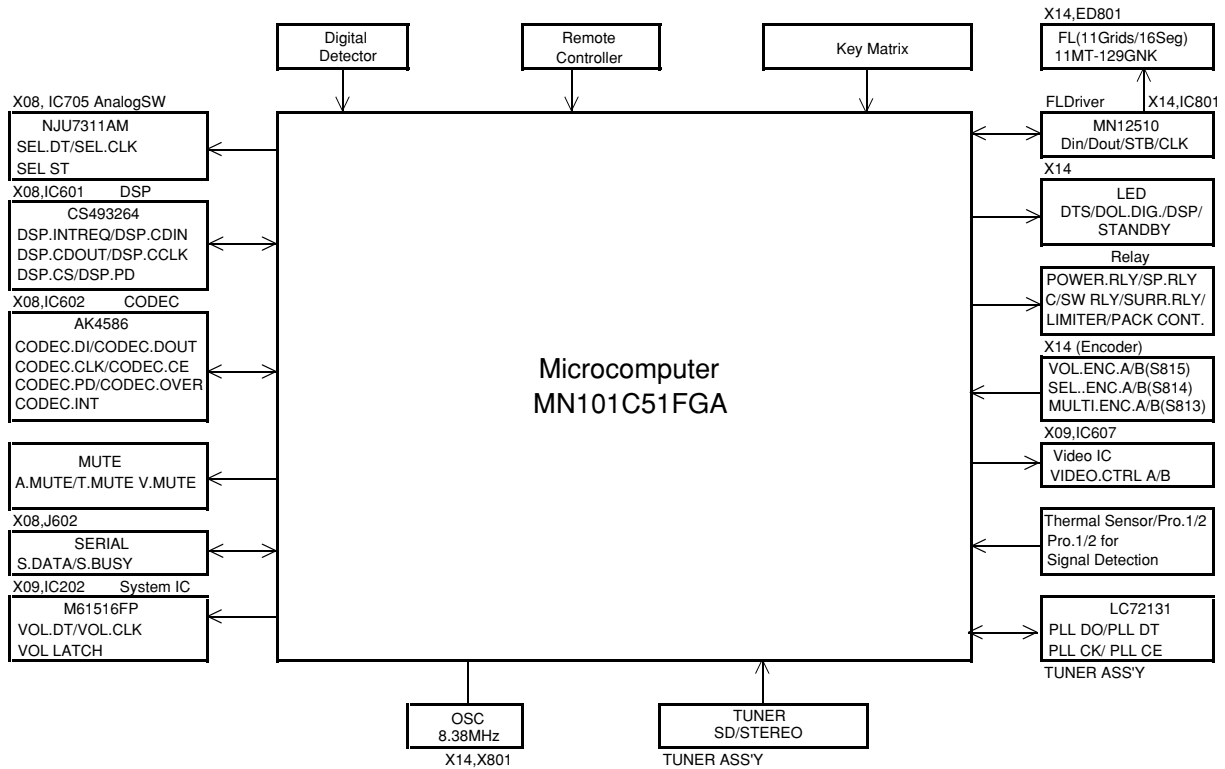 X14,ED801
Digital
Detector
Remote
Controller
Key Matrix
FL(11Grids/16Seg)
11MT-129GNK
X08, IC705 AnalogSW
NJU7311AM
SEL.DT/SEL.CLK
SEL ST
X08,IC601 DSP
CS493264
DSP.INTREQ/DSP.CDIN
DSP.CDOUT/DSP.CCLK
DSP.CS/DSP.PD
X08,IC602 CODEC
AK4586
CODEC.DI/CODEC.DOUT
CODEC.CLK/CODEC.CE
CODEC.PD/CODEC.OVER
CODEC.INT
MUTE
A.MUTE/T.MUTE V.MUTE
X08,J602
SERIAL
S.DATA/S.BUSY
X09,IC202 System IC
M61516FP
VOL.DT/VOL.CLK
VOL LATCH
Microcomputer
MN101C51FGA
FLDriver X14,IC801
MN12510
Din/Dout/STB/CLK
X14
LED
DTS/DOL.DIG./DSP/
STANDBY
Relay
POWER.RLY/SP.RLY
C/SW RLY/SURR.RLY/
LIMITER/PACK CONT.
X14 (Encoder)
VOL.ENC.A/B(S815)
SEL..ENC.A/B(S814)
MULTI.ENC.A/B(S813)
X09,IC607
Video IC
VIDEO.CTRL A/B
Thermal Sensor/Pro.1/2
Pro.1/2 for
Signal Detection
LC72131
PLL DO/PLL DT
PLL CK/ PLL CE
TUNER ASS'Y
OSC
8.38MHz
X14,X801
TUNER
SD/STEREO
TUNER ASS'Y